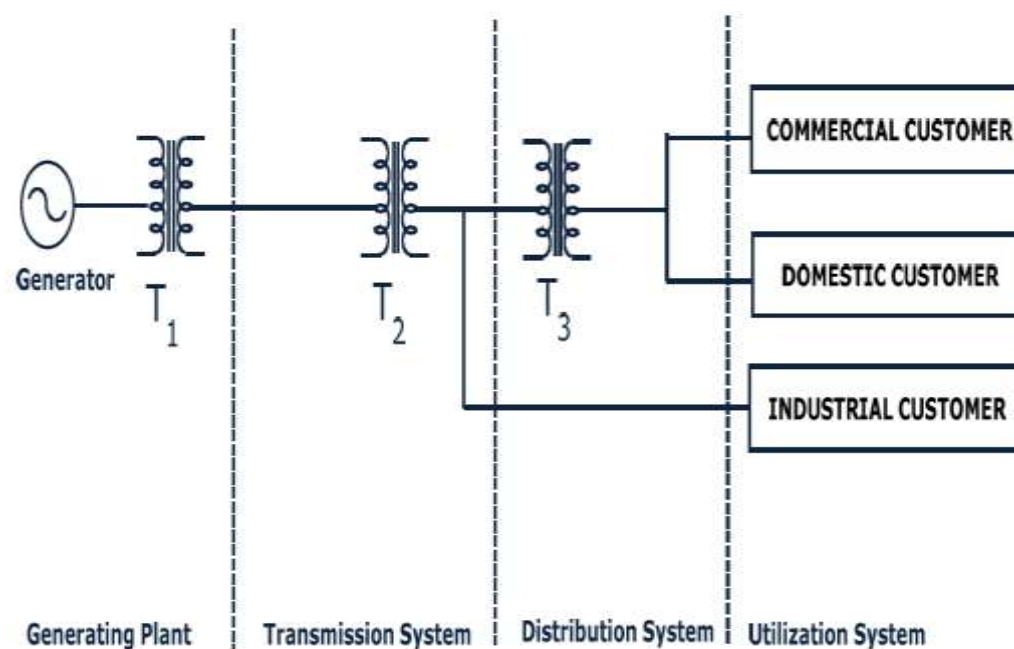 COMMERCIAL CUSTOMER
DOMESTIC CUSTOMER
Generator
T1
T2
T3
INDUSTRIAL CUSTOMER
Generating Plant
Transmission System
Distribution System
Utilization System